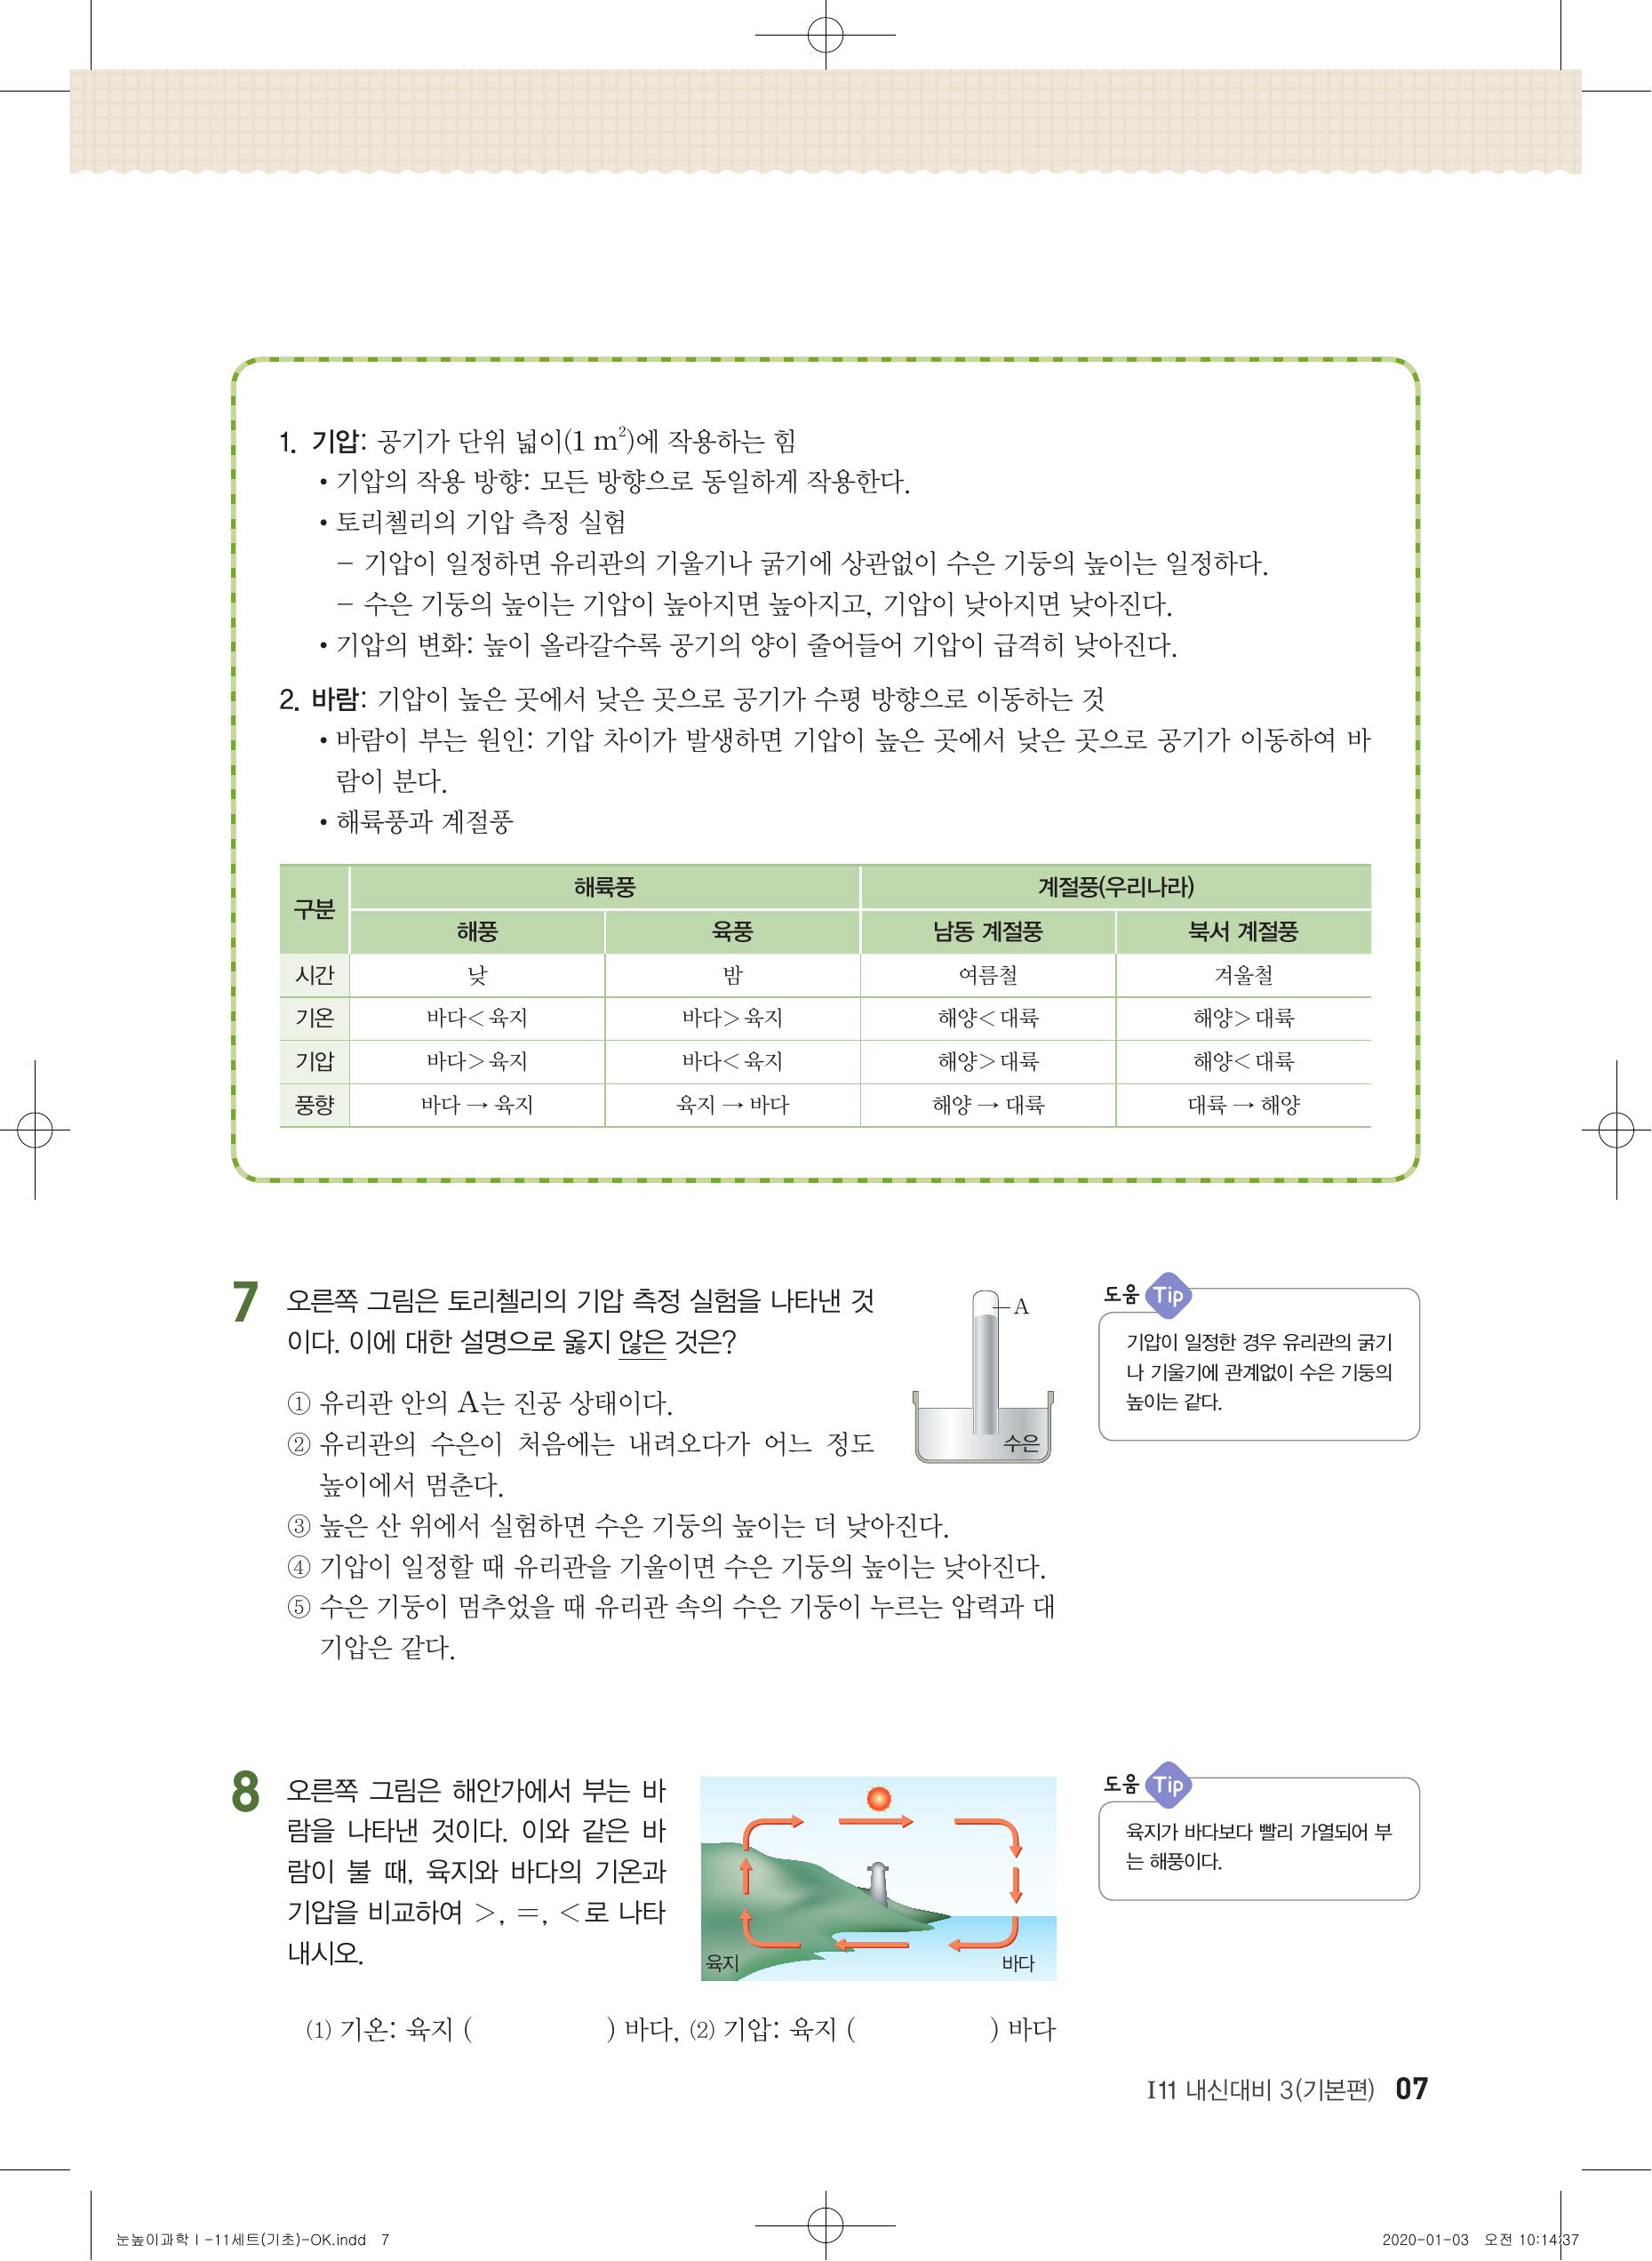 1. 기압: 공기가 단위 넓이(1 m²)에 작용하는 힘
• 기압의 작용 방향: 모든 방향으로 동일하게 작용한다.
• 토리첼리의 기압 측정 실험
- 기압이 일정하면 유리관의 기울기나 굵기에 상관없이 수은 기둥의 높이는 일정하다.
- 수은 기둥의 높이는 기압이 높아지면 높아지고, 기압이 낮아지면 낮아진다.
• 기압의 변화: 높이 올라갈수록 공기의 양이 줄어들어 기압이 급격히 낮아진다.
2. 바람: 기압이 높은 곳에서 낮은 곳으로 공기가 수평 방향으로 이동하는 것
• 바람이 부는 원인: 기압 차이가 발생하면 기압이 높은 곳에서 낮은 곳으로 공기가 이동하여 바
람이 분다.
• 해륙풍과 계절풍
구분 해륙풍 계절풍(우리나라)
해풍 육풍 남동 계절풍 북서 계절풍
시간 낮 밤 여름철 겨울철
기온 바다<육지 바다>육지 해양<대륙 해양>대륙
기압 바다>육지 바다<육지 해양>대륙 해양<대륙
풍향 바다 → 육지 육지 → 바다 해양 → 대륙 대륙 → 해양
7 오른쪽 그림은 토리첼리의 기압 측정 실험을 나타낸 것
이다. 이에 대한 설명으로 옳지 않은 것은?
① 유리관 안의 A는 진공 상태이다.
② 유리관의 수은이 처음에는 내려오다가 어느 정도
높이에서 멈춘다.
③ 높은 산 위에서 실험하면 수은 기둥의 높이는 더 낮아진다.
④ 기압이 일정할 때 유리관을 기울이면 수은 기둥의 높이는 낮아진다.
⑤ 수은 기둥이 멈추었을 때 유리관 속의 수은 기둥이 누르는 압력과 대
기압은 같다.
A
수은
도움 Tip
기압이 일정한 경우 유리관의 굵기
나 기울기에 관계없이 수은 기둥의
높이는 같다.
8 오른쪽 그림은 해안가에서 부는 바
람을 나타낸 것이다. 이와 같은 바
람이 불 때, 육지와 바다의 기온과
기압을 비교하여 >, =, <로 나타
내시오.
육지
바다
도움 Tip
육지가 바다보다 빨리 가열되어 부
는 해풍이다.
(1) 기온: 육지 ( ) 바다, (2) 기압: 육지 ( ) 바다
I11 내신대비 3(기본편) 07
눈높이과학Ⅰ-11세트(기초)-OK.indd 7
2020-01-03 오전 10:14:37